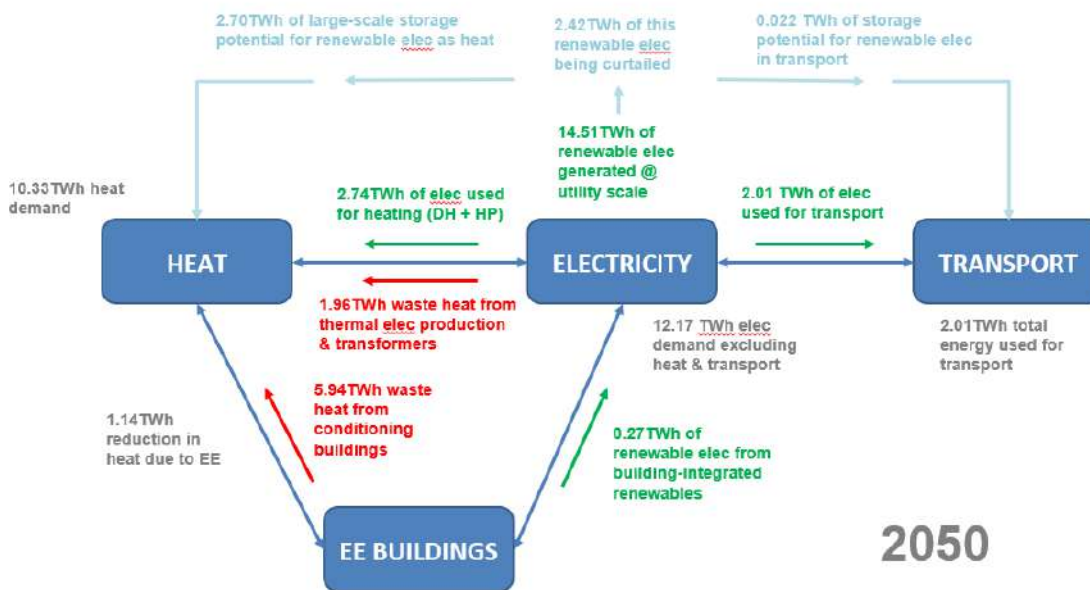 2.70TWh of large-scale storage
potential for renewable elec as heat
2.42TWh of this
renewable elec
being curtailed
0.022 TWh of storage
potential for renewable elec
in transport
14.51TWh of
renewable elec
generated @
utility scale
10.33TWh heat
demand
2.74TWh of elec used
for heating (DH + HP)
2.01 TWh of elec
used for transport
HEAT
ELECTRICITY
TRANSPORT
1.96TWh waste heat from
thermal elec production
& transformers
12.17 TWh elec
demand excluding
heat & transport
2.01TWh total
energy used for
transport
5.94TWh waste
heat from
conditioning
buildings
1.14TWh
reduction in
heat due to EE
0.27TWh of
renewable elec from
building-integrated
renewables
EE BUILDINGS
2050